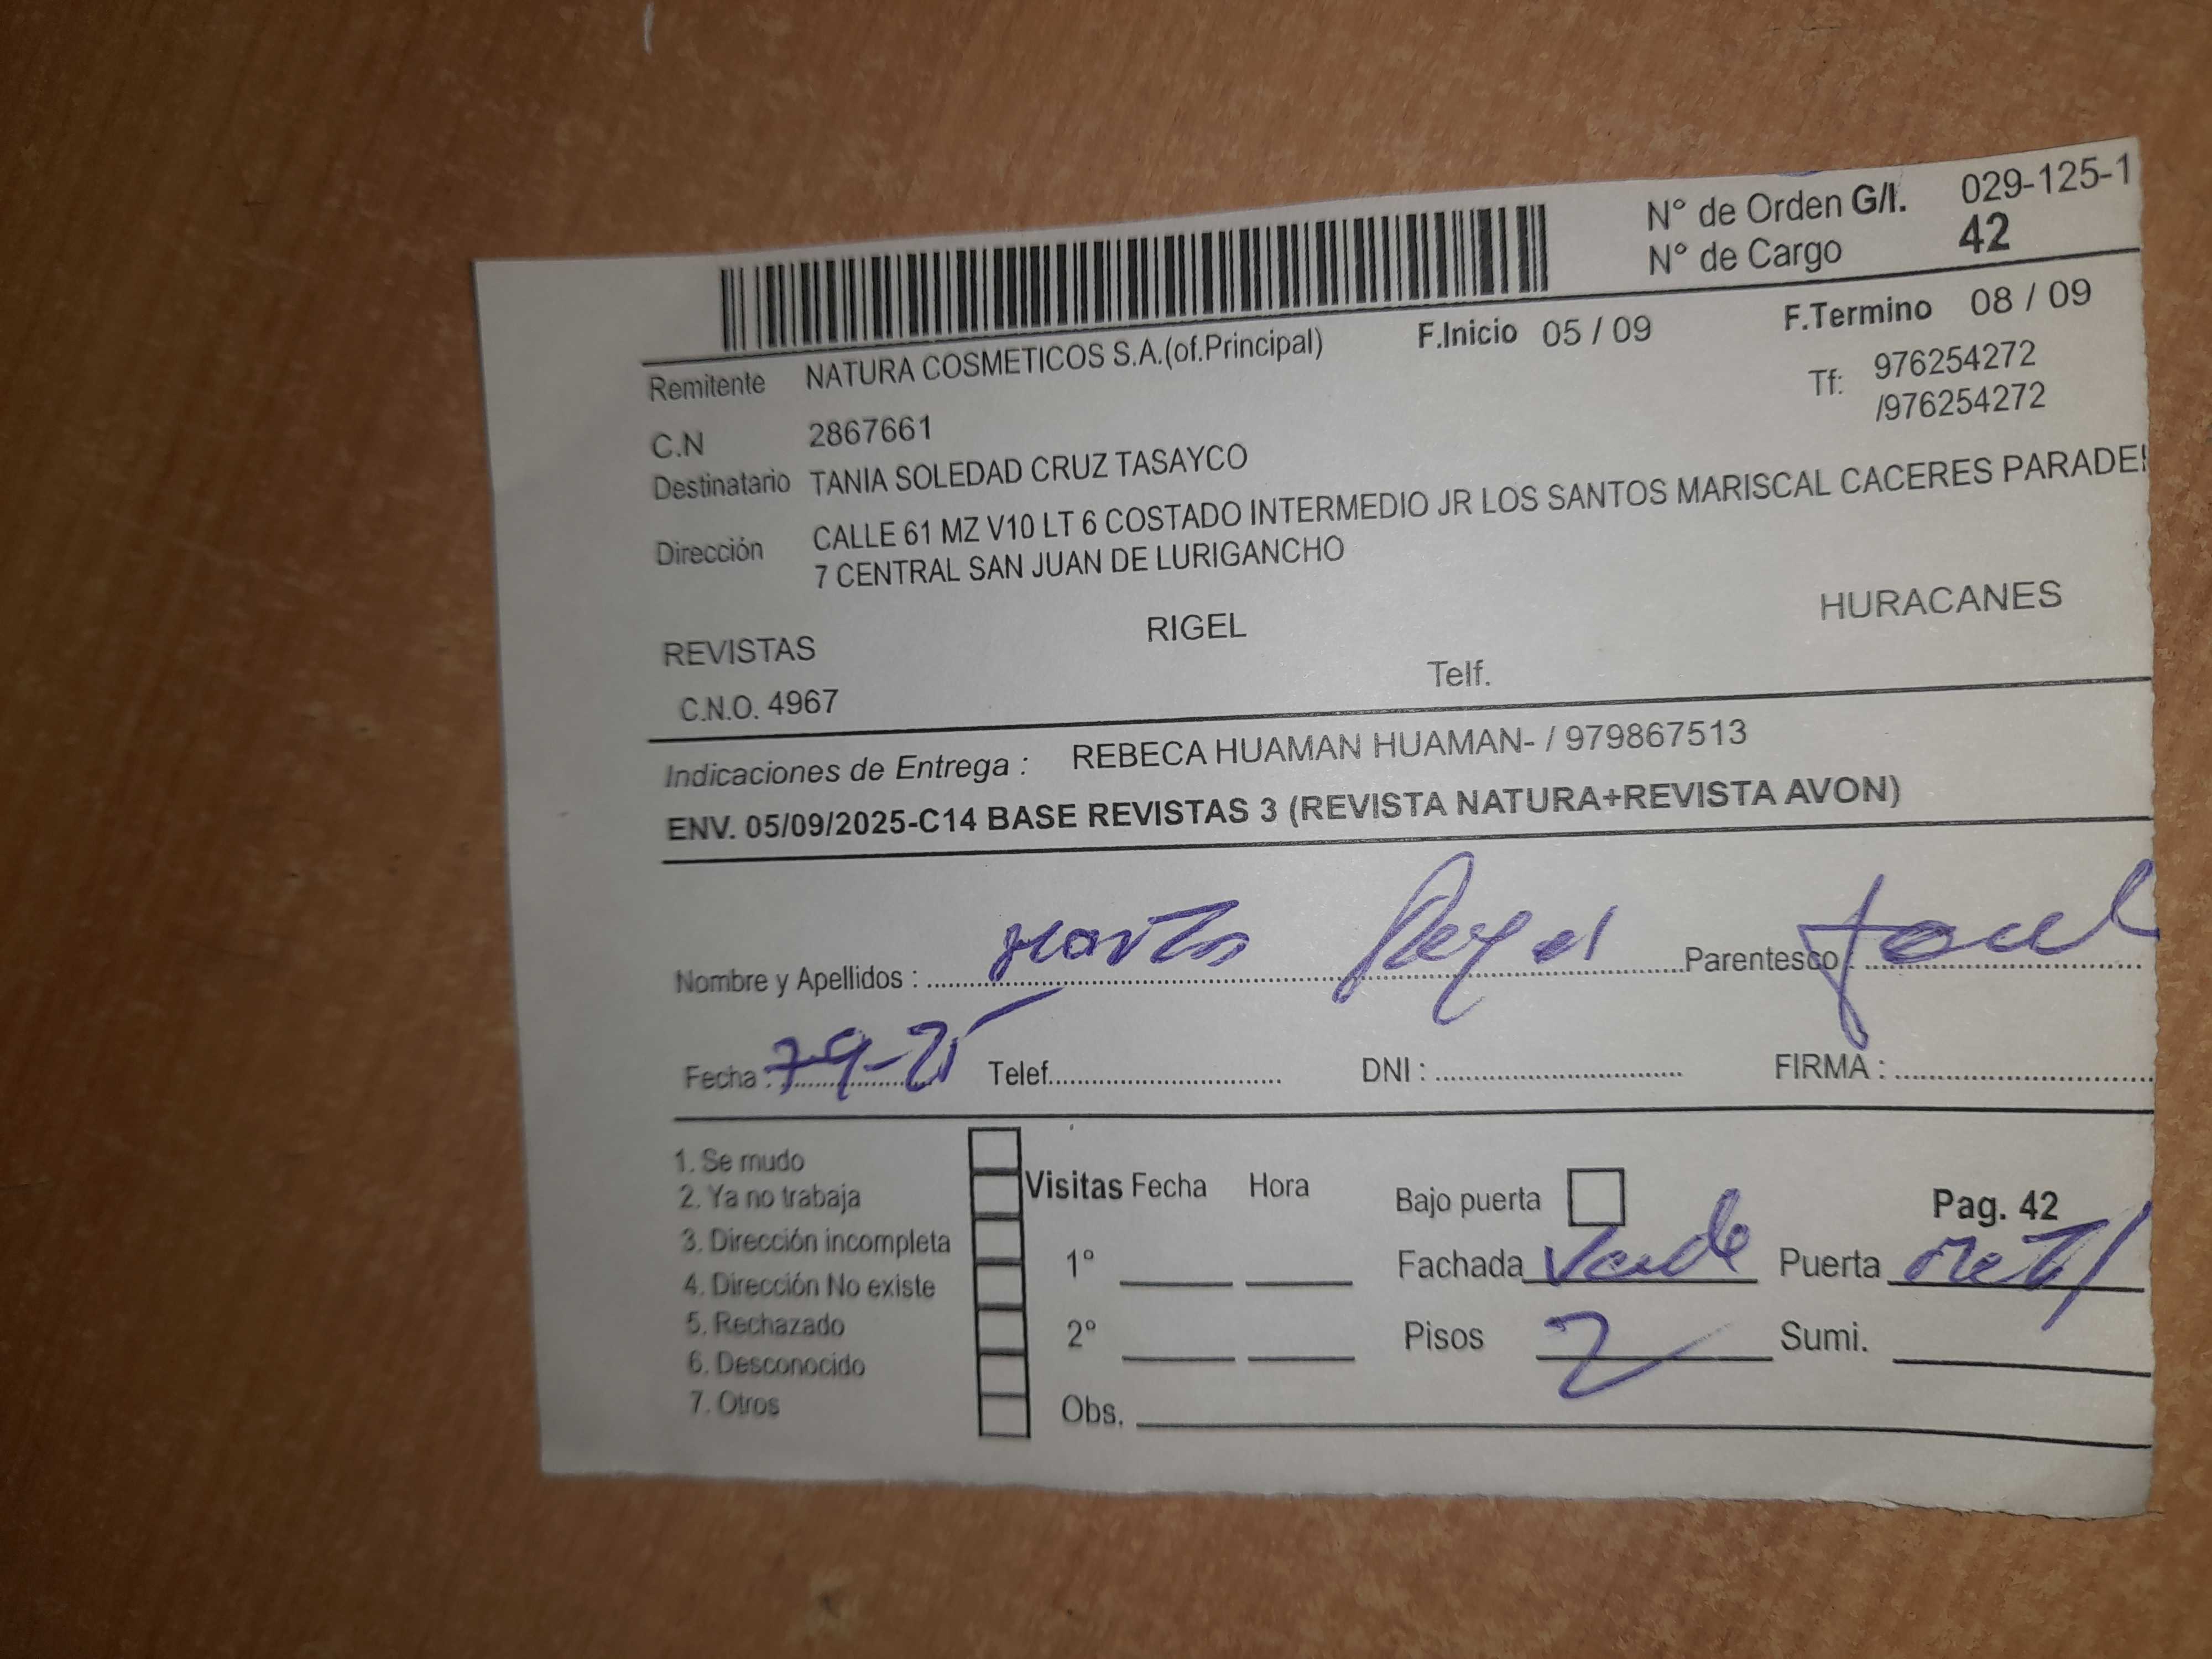 N° de Orden G/I. 029-125-1
N° de Cargo 42
F.Inicio 05 / 09 F.Termino 08 / 09
Remitente NATURA COSMETICOS S.A.(of.Principal)
Tf: 976254272
/976254272
C.N 2867661
Destinatario TANIA SOLEDAD CRUZ TASAYCO
Dirección CALLE 61 MZ V10 LT 6 COSTADO INTERMEDIO JR LOS SANTOS MARISCAL CACERES
7 CENTRAL SAN JUAN DE LURIGANCHO
REVISTAS RIGEL HURACANES
C.N.O. 4967 Telf.
Indicaciones de Entrega : REBECA HUAMAN HUAMAN- / 979867513
ENV. 05/09/2025-C14 BASE REVISTAS 3 (REVISTA NATURA+REVISTA AVON)
Nombre y Apellidos : Parentesco :
Fecha : 7-9-25 Telef. DNI : FIRMA :
1. Se mudo
2. Ya no trabaja
3. Dirección incompleta
4. Dirección No existe
5. Rechazado
6. Desconocido
7. Otros
Visitas Fecha Hora
1°
2°
Obs.
Bajo puerta Pag. 42
Fachada Verde Puerta Metal
Pisos 2 Sumi.